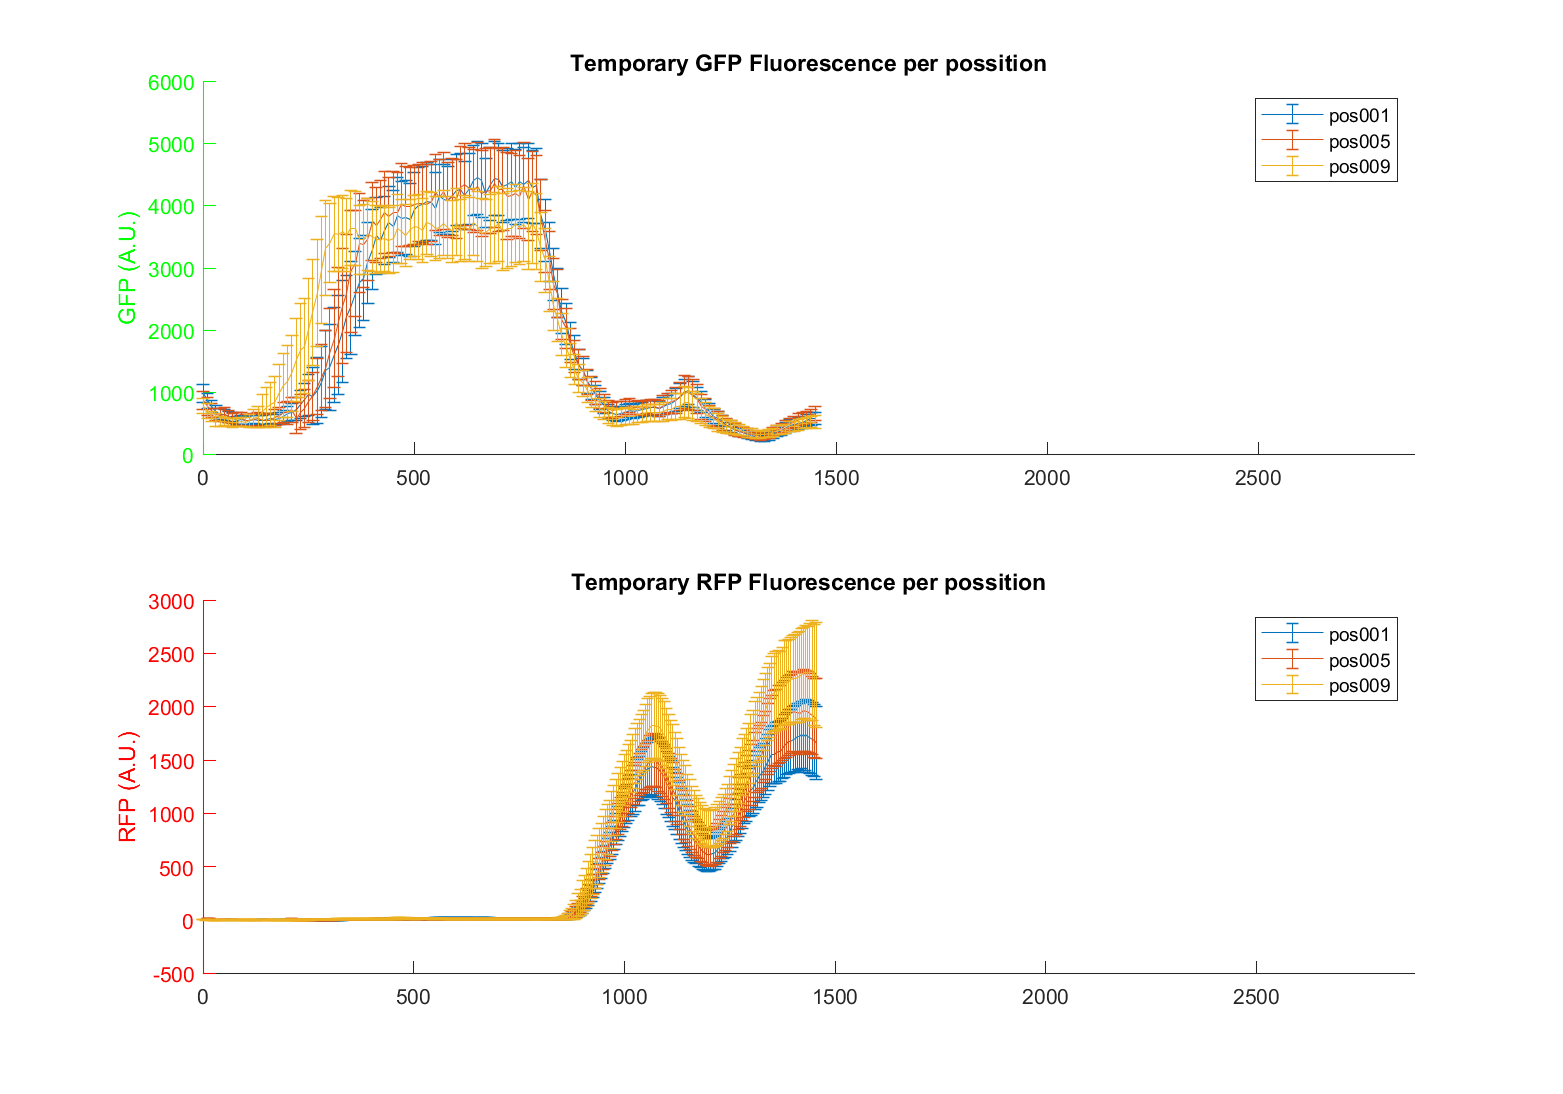 Temporary GFP Fluorescence per possition
6000
5000
4000
3000
2000
1000
0
GFP (A.U.)
pos001
pos005
pos009
0 500 1000 1500 2000 2500
Temporary RFP Fluorescence per possition
3000
2500
2000
1500
1000
500
0
-500
RFP (A.U.)
pos001
pos005
pos009
0 500 1000 1500 2000 2500